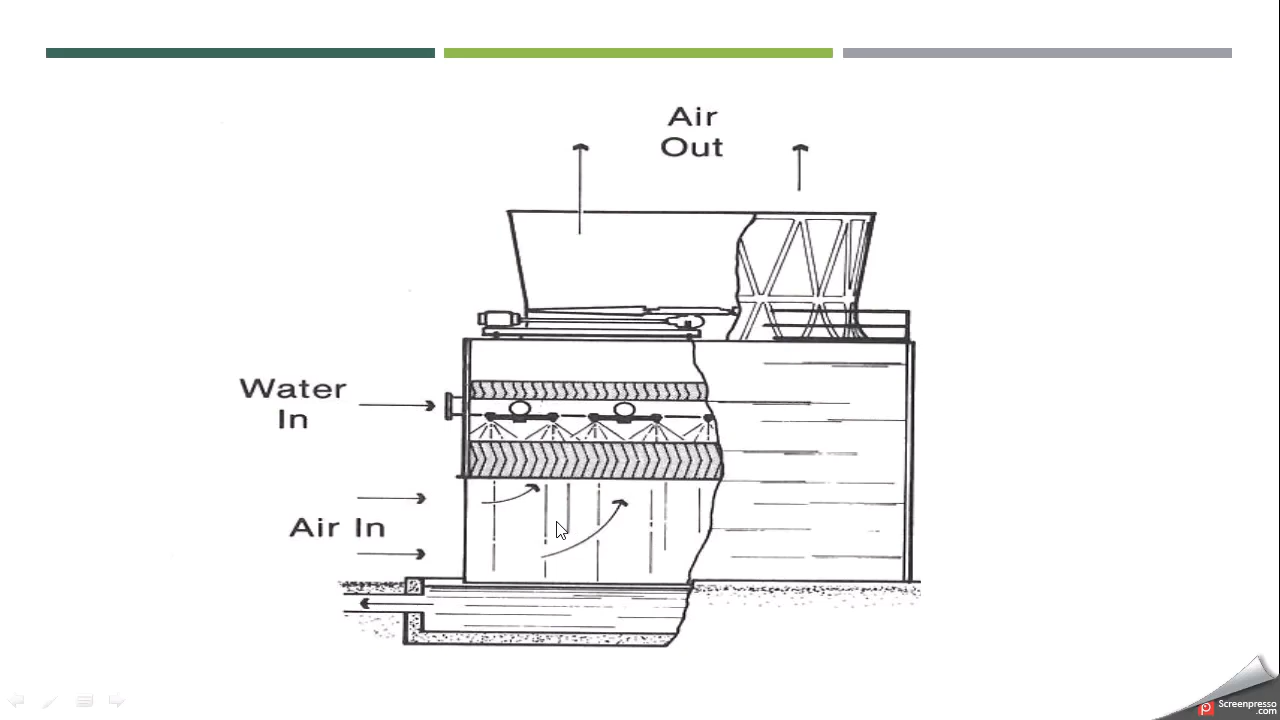 Air
Out
Water
In
Air In
Screenpresso
.com